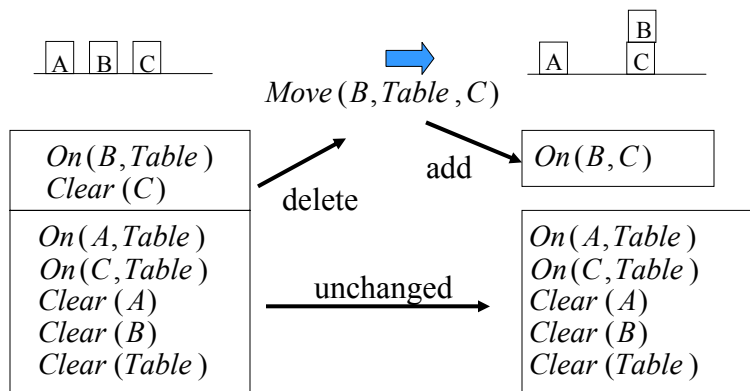 A B C
B
A C
Move(B,Table,C)
On(B,Table)
Clear(C)
delete
add
On(B,C)
On(A,Table)
On(C,Table)
Clear(A)
Clear(B)
Clear(Table)
unchanged
On(A,Table)
On(C,Table)
Clear(A)
Clear(B)
Clear(Table)